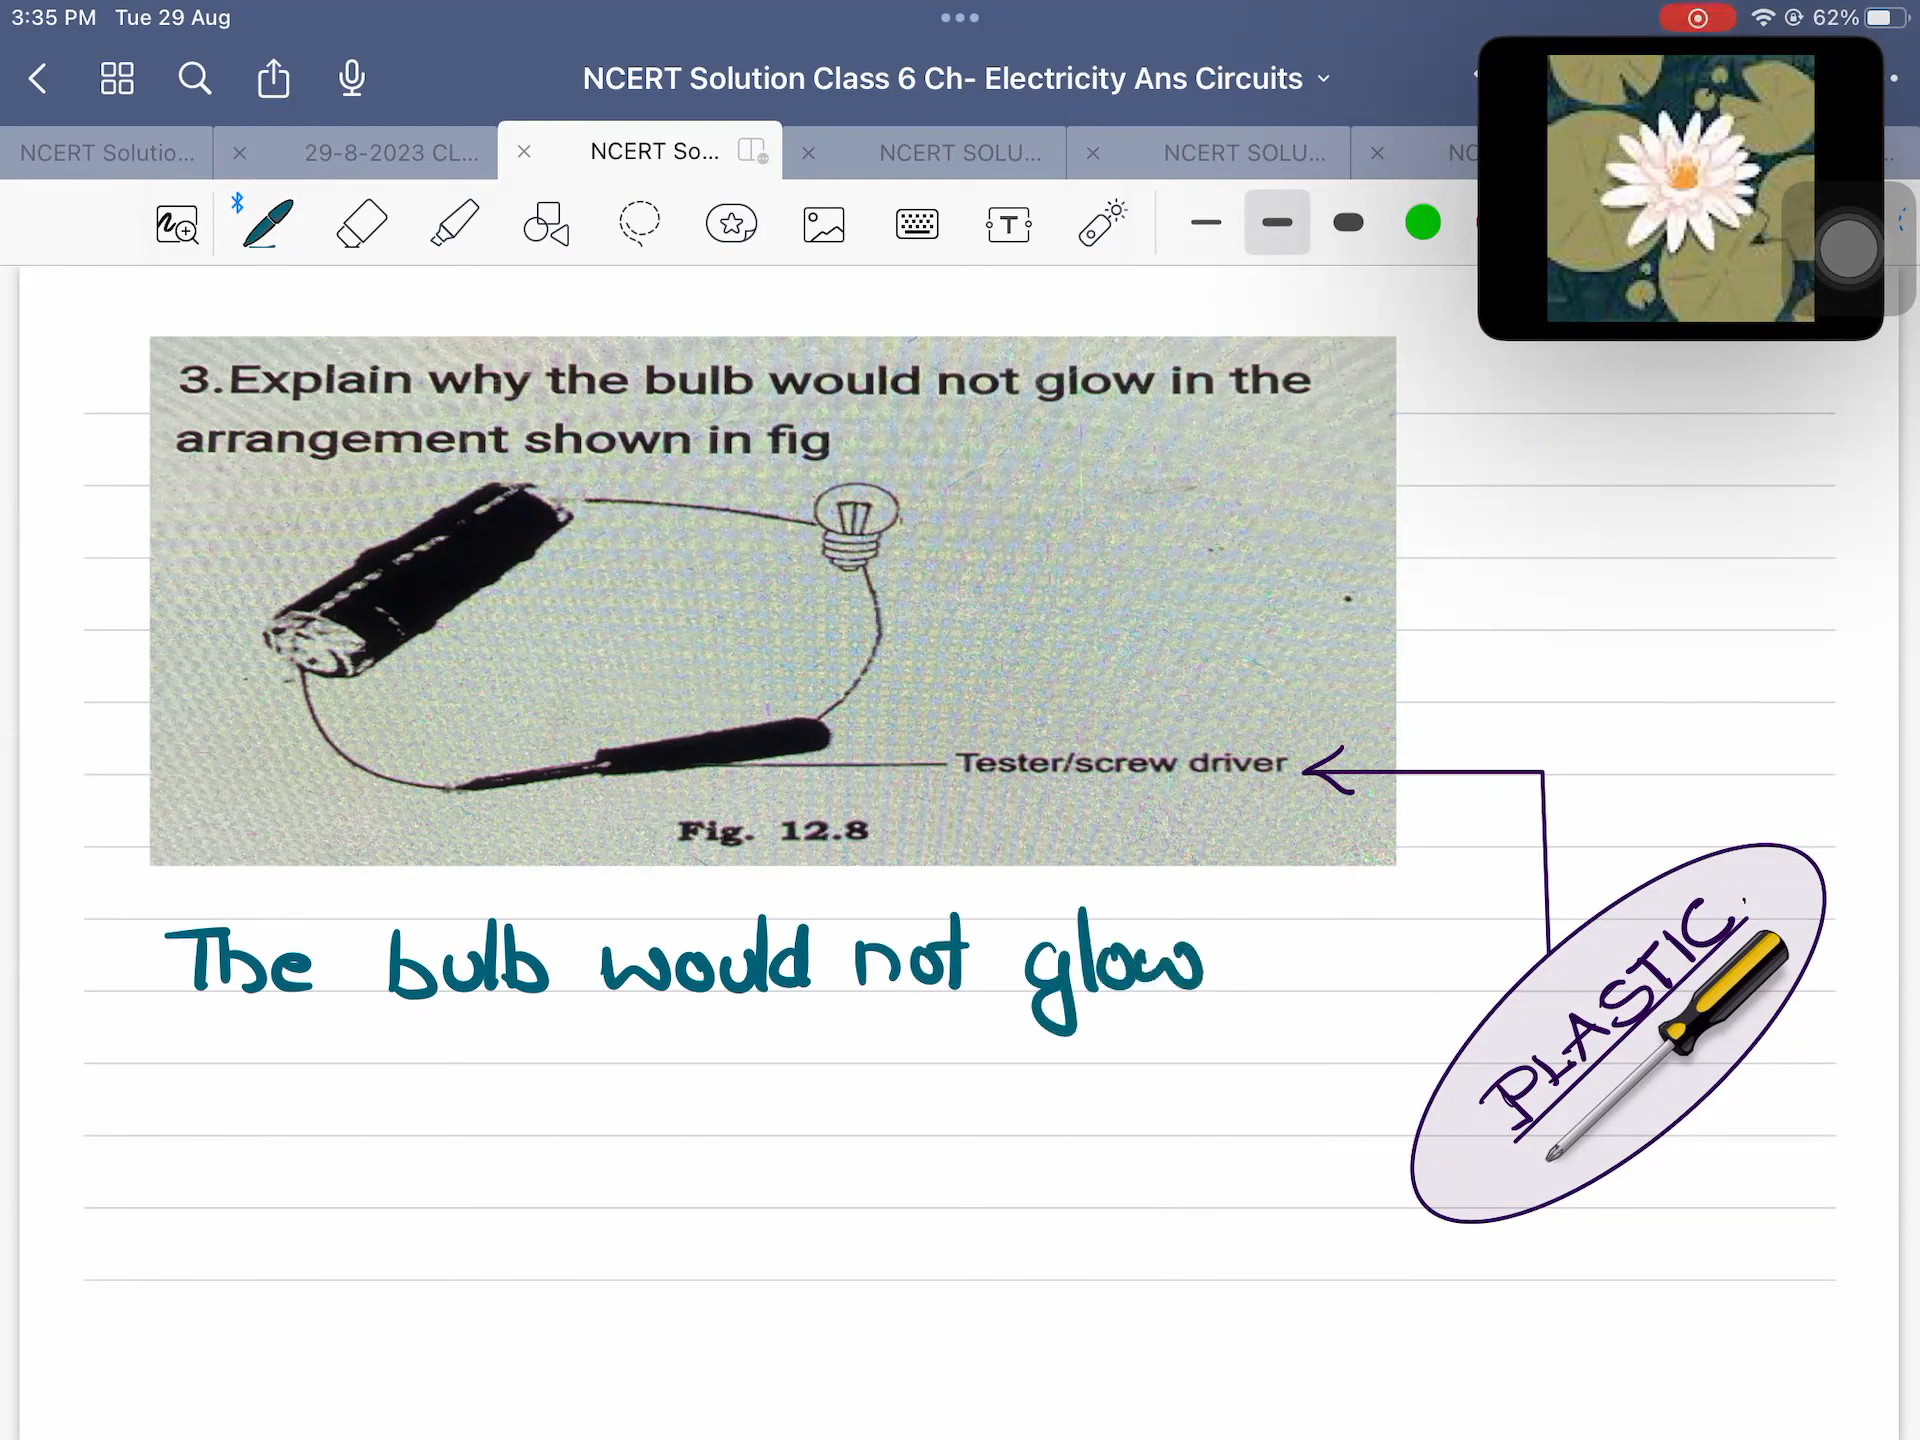 3:35 PM Tue 29 Aug
62%
NCERT Solution Class 6 Ch- Electricity Ans Circuits
NCERT Solutio...
29-8-2023 CL...
NCERT So...
NCERT SOLU...
NCERT SOLU...
NC
T
3.Explain why the bulb would not glow in the
arrangement shown in fig
Tester/screw driver
Fig. 12.8
PLASTIC
The bulb would not glow